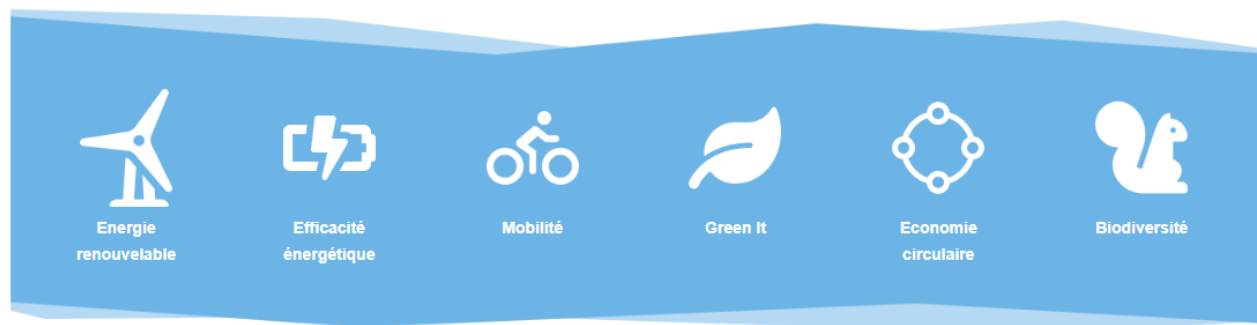 Energie
renouvelable
Efficacité
énergétique
Mobilité
Green It
Economie
circulaire
Biodiversité